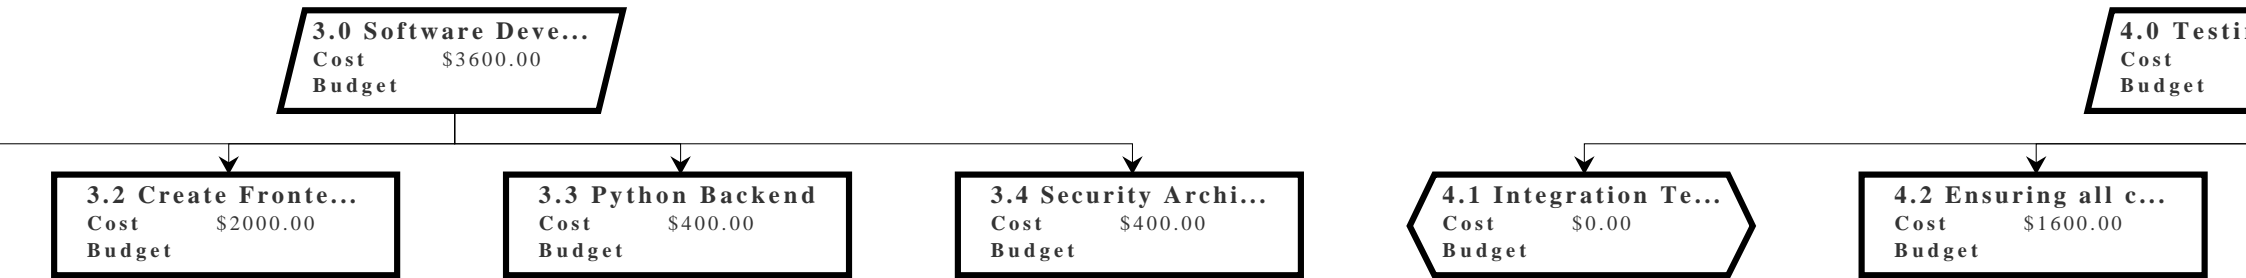 3.0 Software Deve...
Cost $3600.00
Budget
4.0
Cost
Budget
3.2 Create Fronte...
Cost $2000.00
Budget
3.3 Python Backend
Cost $400.00
Budget
3.4 Security Archi...
Cost $400.00
Budget
4.1 Integration Te...
Cost $0.00
Budget
4.2 Ensuring all c...
Cost $1600.00
Budget